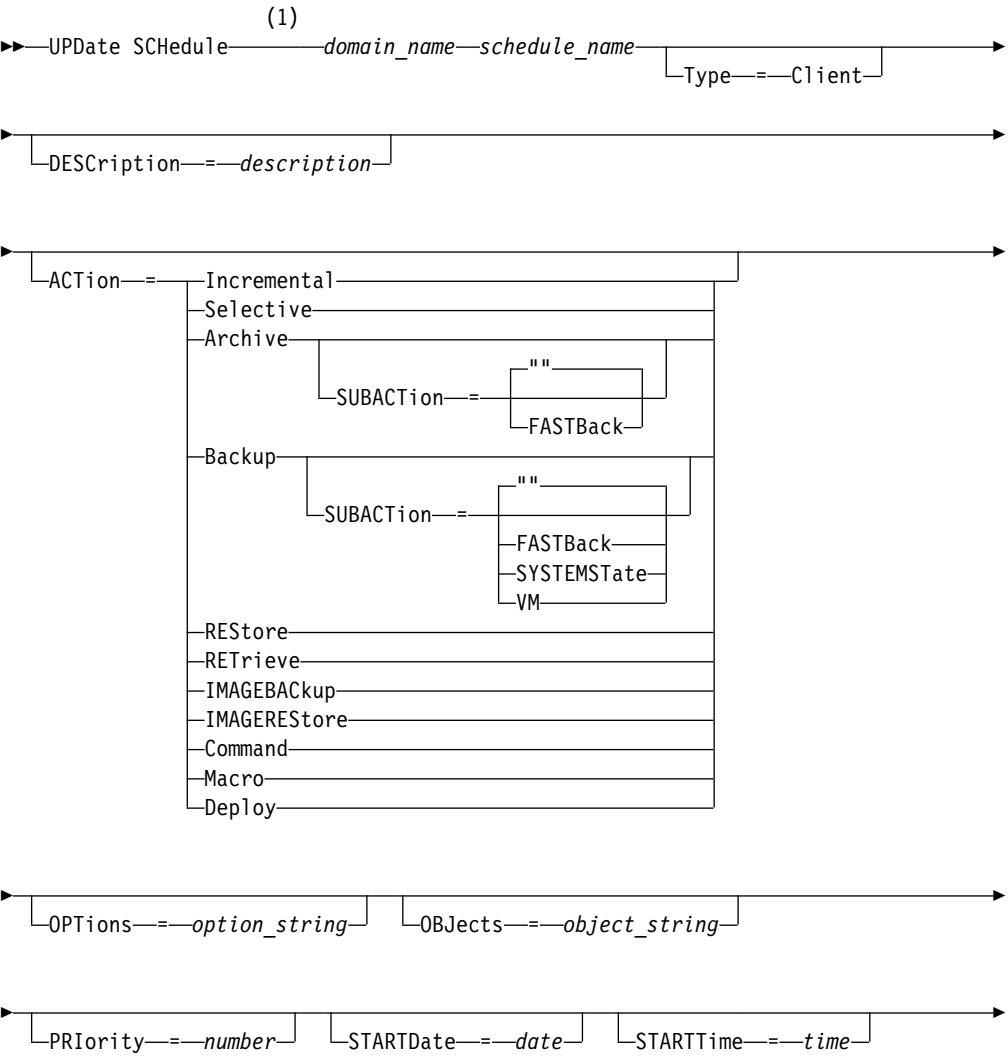 (1)
UPDate SCHedule domain_name schedule_name
Type = Client
DESCription = description
ACTion = Incremental
Selective
Archive
""
SUBACTion =
FASTBack
Backup
""
SUBACTion =
FASTBack
SYSTEMSTate
VM
REStore
RETrieve
IMAGEBACkup
IMAGEREStore
Command
Macro
Deploy
OPTions = option_string OBJects = object_string
PRIority = number STARTDate = date STARTTime = time